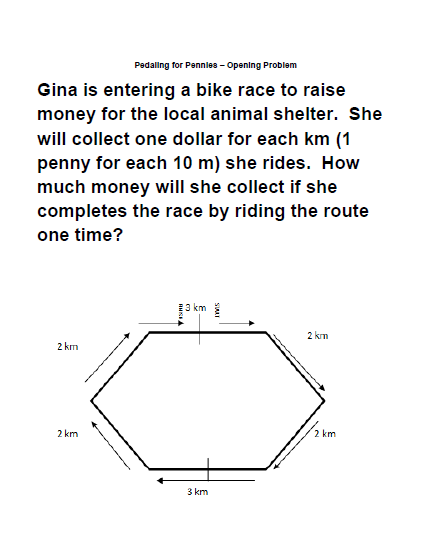 Pedaling for Pennies – Opening Problem
Gina is entering a bike race to raise
money for the local animal shelter. She
will collect one dollar for each km (1
penny for each 10 m) she rides. How
much money will she collect if she
completes the race by riding the route
one time?
3 km
START
2 km
2 km
2 km
2 km
3 km